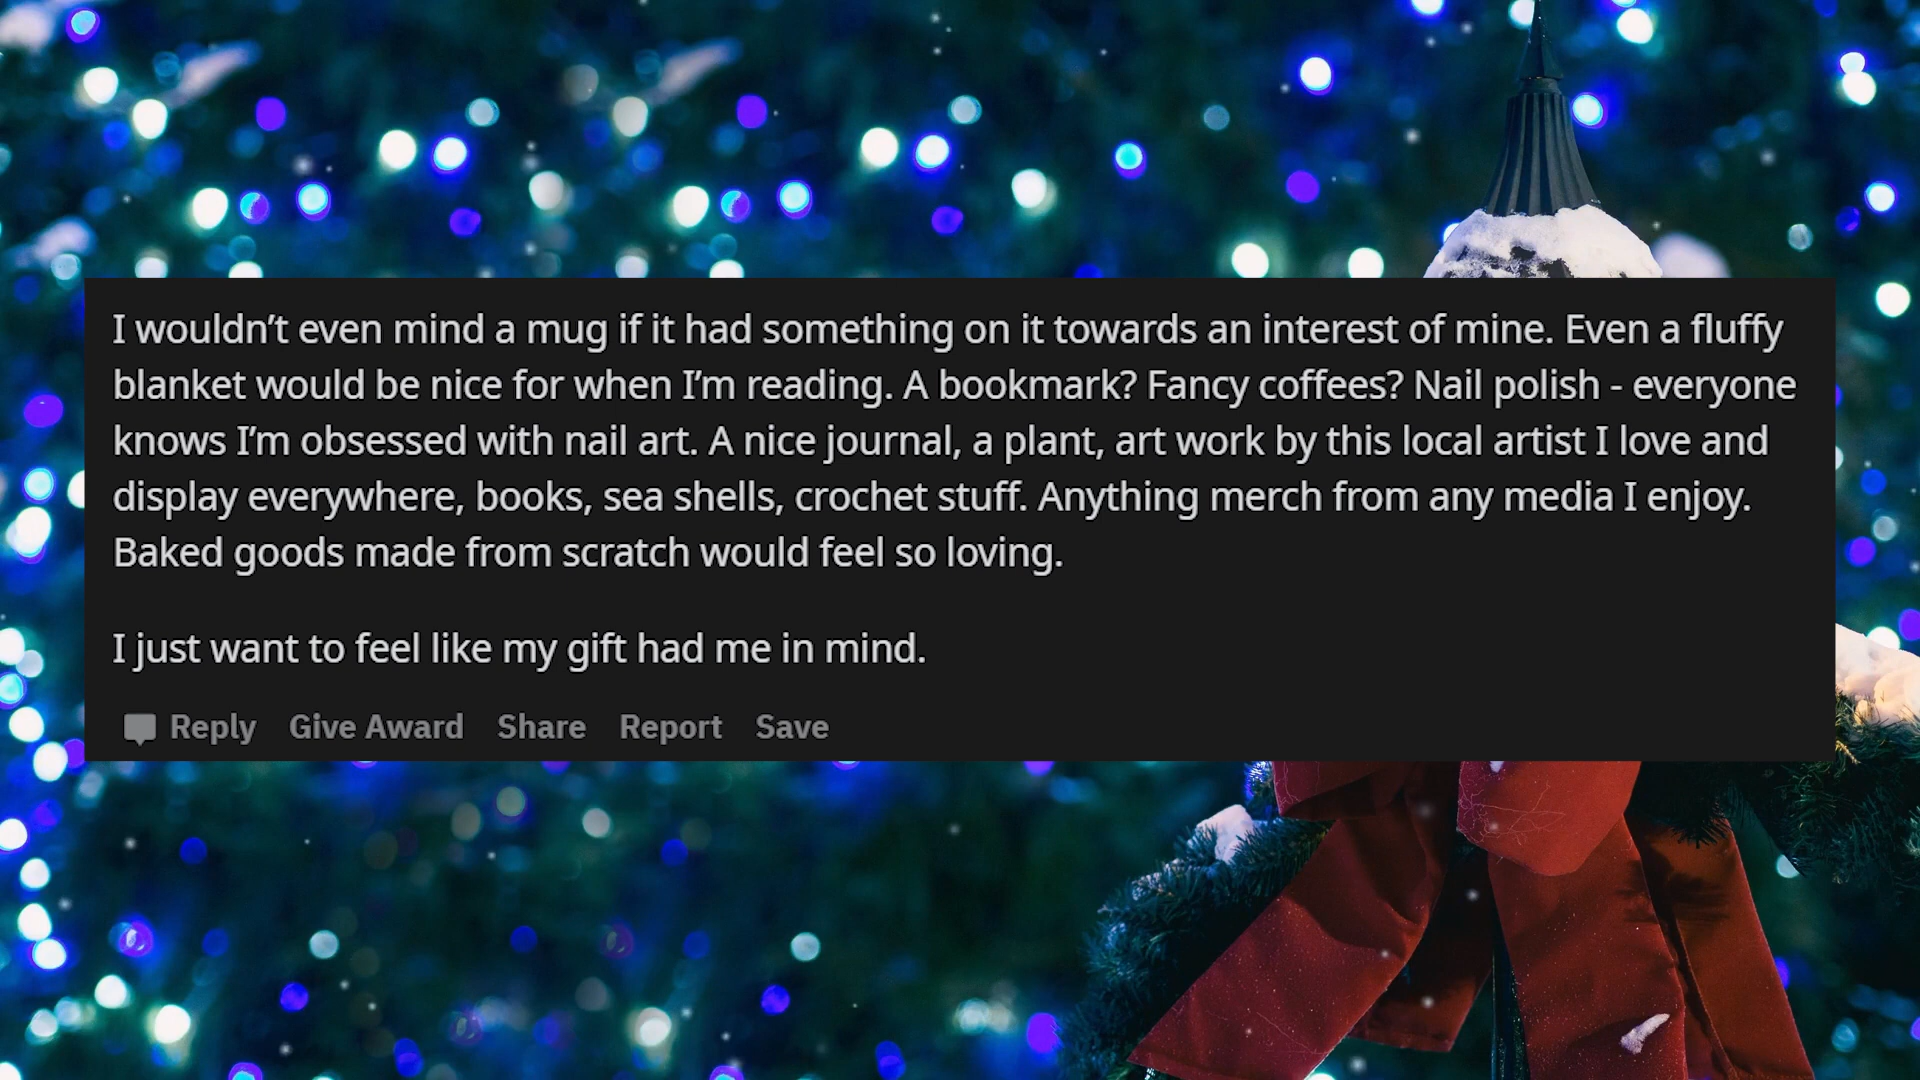 I wouldn’t even mind a mug if it had something on it towards an interest of mine. Even a fluffy
blanket would be nice for when I’m reading. A bookmark? Fancy coffees? Nail polish - everyone
knows I’m obsessed with nail art. A nice journal, a plant, art work by this local artist I love and
display everywhere, books, sea shells, crochet stuff. Anything merch from any media I enjoy.
Baked goods made from scratch would feel so loving.
I just want to feel like my gift had me in mind.
Reply Give Award Share Report Save